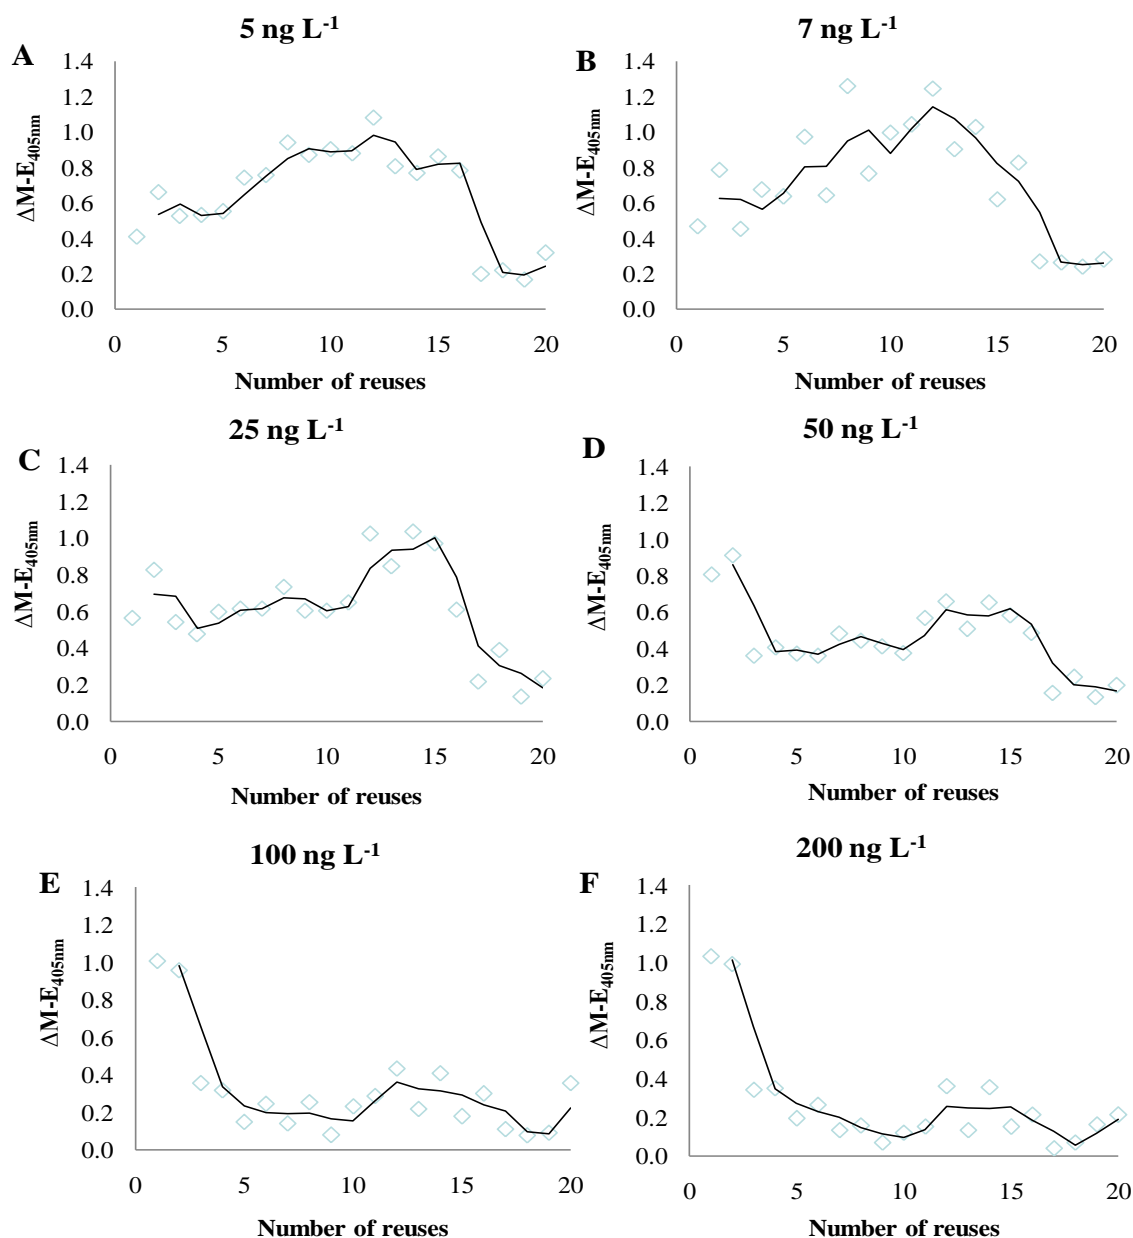 5 ng L-1
A
1.4
1.2
1.0
0.8
0.6
0.4
0.2
0.0
ΔM-E405nm
0 5 10 15 20
Number of reuses
7 ng L-1
B
1.4
1.2
1.0
0.8
0.6
0.4
0.2
0.0
ΔM-E405nm
0 5 10 15 20
Number of reuses
25 ng L-1
C
1.4
1.2
1.0
0.8
0.6
0.4
0.2
0.0
ΔM-E405nm
0 5 10 15 20
Number of reuses
50 ng L-1
D
1.4
1.2
1.0
0.8
0.6
0.4
0.2
0.0
ΔM-E405nm
0 5 10 15 20
Number of reuses
100 ng L-1
E
1.4
1.2
1.0
0.8
0.6
0.4
0.2
0.0
ΔM-E405nm
0 5 10 15 20
Number of reuses
200 ng L-1
F
1.4
1.2
1.0
0.8
0.6
0.4
0.2
0.0
ΔM-E405nm
0 5 10 15 20
Number of reuses